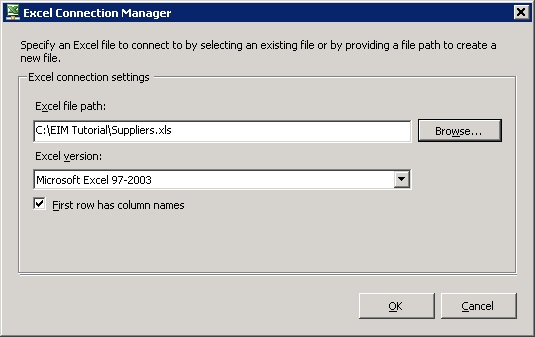 Excel Connection Manager
Specify an Excel file to connect to by selecting an existing file or by providing a file path to create a
new file.
Excel connection settings
Excel file path:
C:\EIM Tutorial\Suppliers.xls
Browse...
Excel version:
Microsoft Excel 97-2003
First row has column names
OK
Cancel